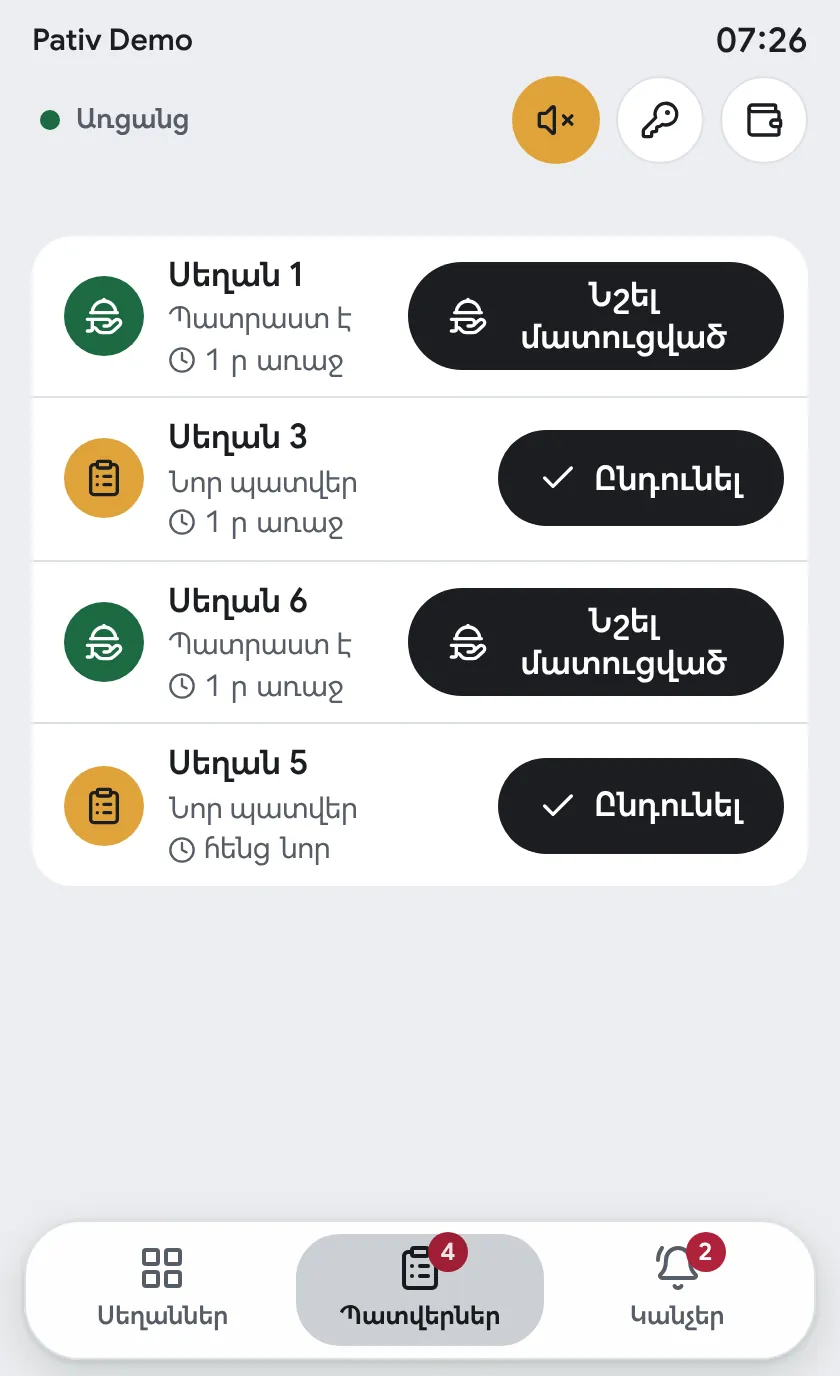 Pativ Demo
07:26
Առցանց
Սեղան 1
Պատրաստ է
1 ր առաջ
Նշել
մատուցված
Սեղան 3
Նոր պատվեր
1 ր առաջ
Ընդունել
Սեղան 6
Պատրաստ է
1 ր առաջ
Նշել
մատուցված
Սեղան 5
Նոր պատվեր
հենց նոր
Ընդունել
Սեղաններ
4
Պատվերներ
2
Կանչեր